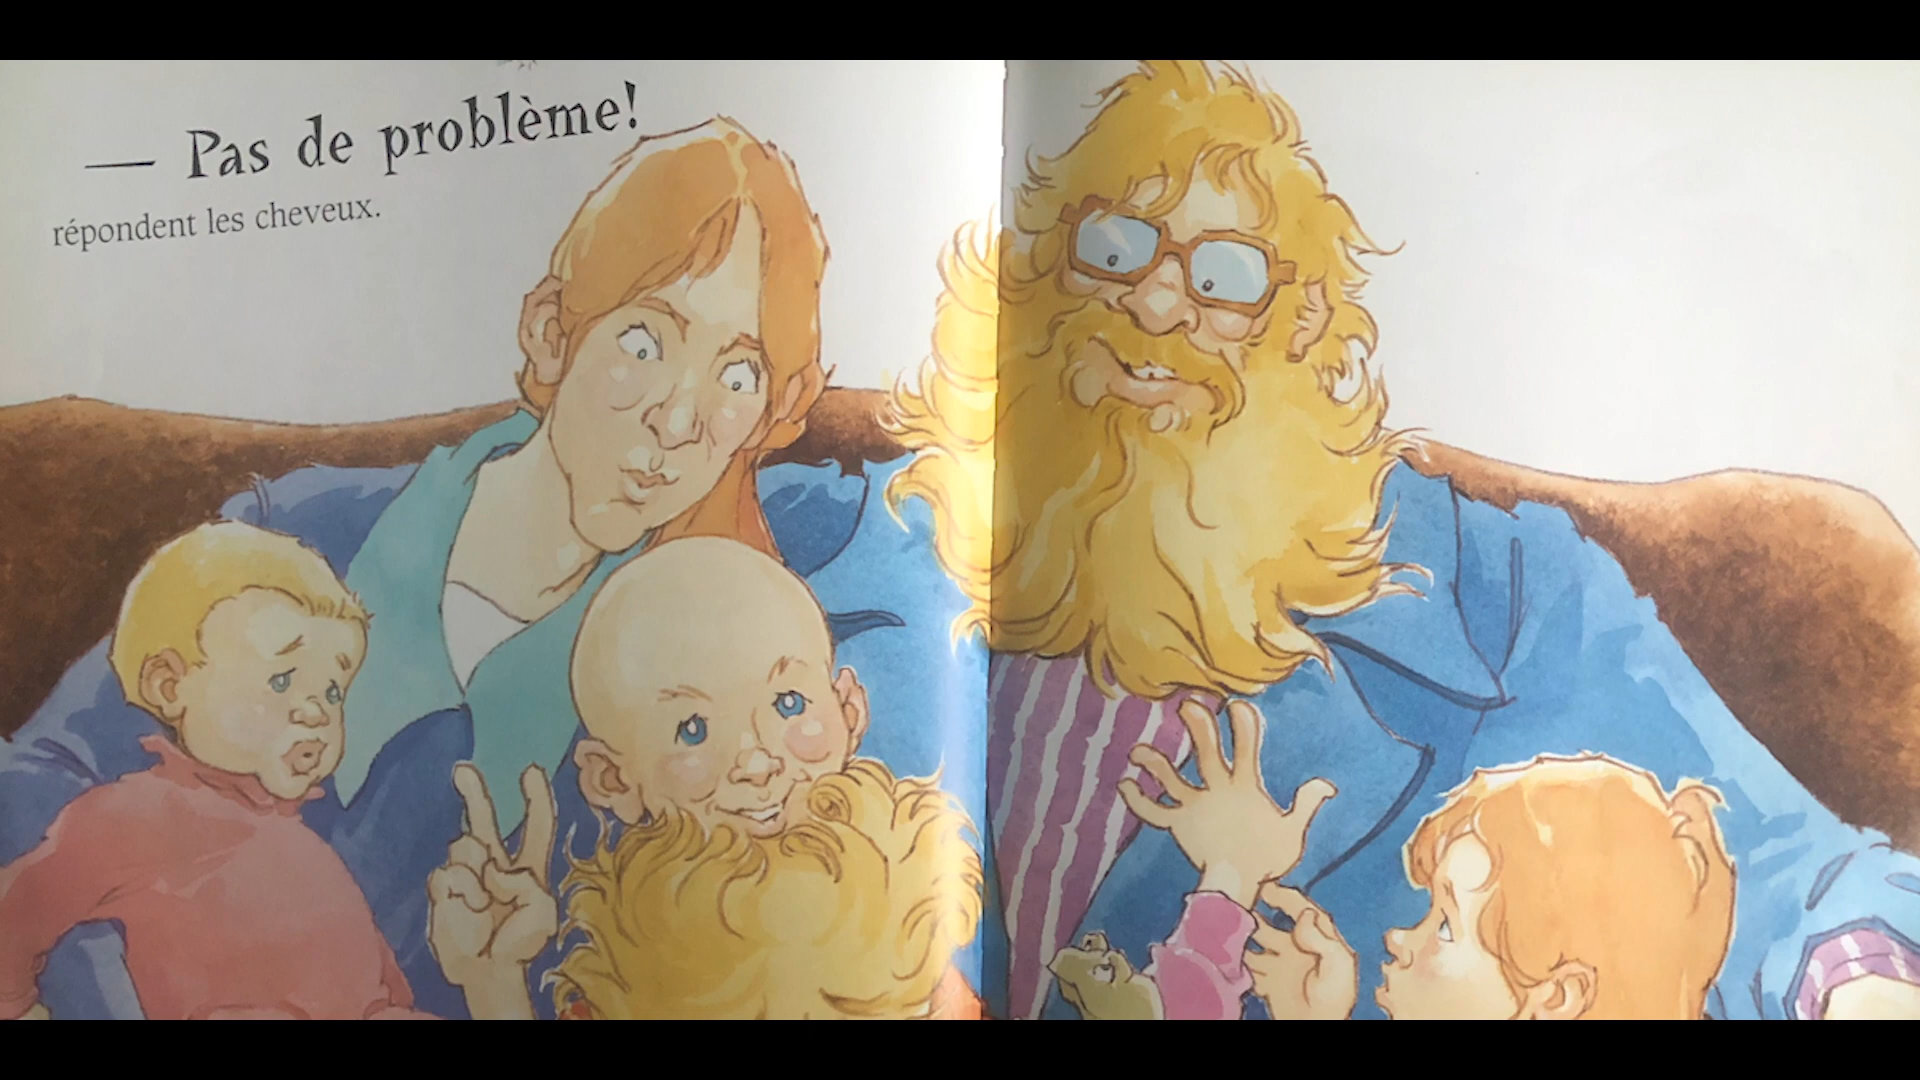 — Pas de problème!
répondent les cheveux.